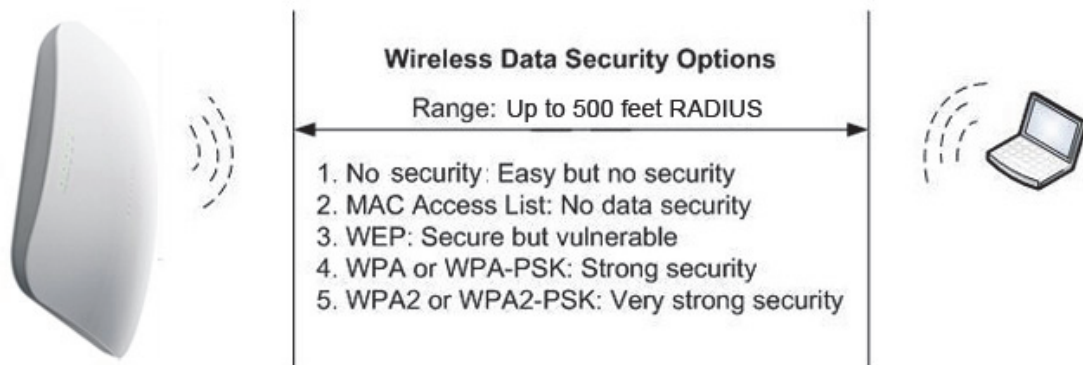 Wireless Data Security Options
Range: Up to 500 feet RADIUS
1. No security: Easy but no security
2. MAC Access List: No data security
3. WEP: Secure but vulnerable
4. WPA or WPA-PSK: Strong security
5. WPA2 or WPA2-PSK: Very strong security